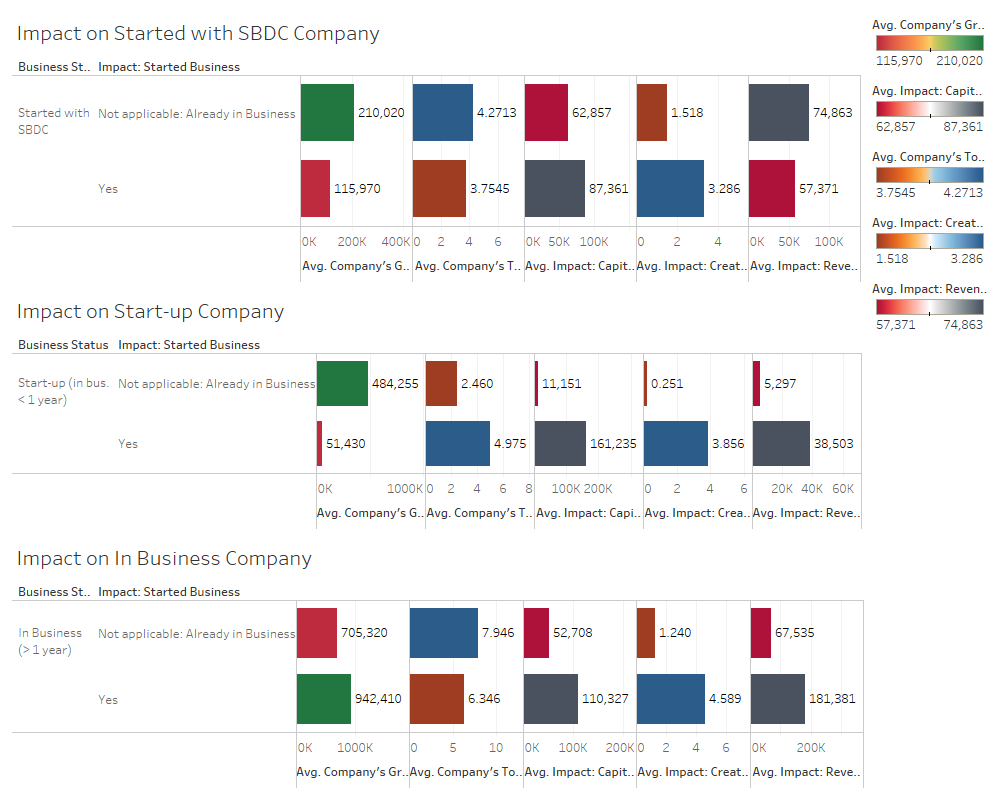 Impact on Started with SBDC Company
Avg. Company's Gr..
115,970 210,020
Business St.. Impact: Started Business
Avg. Impact: Capit..
62,857 87,361
Started with SBDC
Not applicable: Already in Business 210,020 4.2713 62,857 1.518 74,863
Avg. Company's To..
3.7545 4.2713
Yes 115,970 3.7545 87,361 3.286 57,371
Avg. Impact: Creat..
1.518 3.286
0K 200K 400K 0 2 4 6 0K 50K 100K 0 2 4 0K 50K 100K
Avg. Company's G.. Avg. Company's T.. Avg. Impact: Capit.. Avg. Impact: Creat.. Avg. Impact: Reve..
Avg. Impact: Reven..
57,371 74,863
Impact on Start-up Company
Business Status Impact: Started Business
Start-up (in bus.
< 1 year)
Not applicable: Already in Business 484,255 2.460 11,151 0.251 5,297
Yes 51,430 4.975 161,235 3.856 38,503
0K 1000K 0 2 4 6 8 100K 200K 0 2 4 6 20K 40K 60K
Avg. Company's G.. Avg. Company's T.. Avg. Impact: Capi.. Avg. Impact: Crea.. Avg. Impact: Reve..
Impact on In Business Company
Business St.. Impact: Started Business
In Business
(> 1 year)
Not applicable: Already in Business 705,320 7.946 52,708 1.240 67,535
Yes 942,410 6.346 110,327 4.589 181,381
0K 1000K 0 5 10 0K 100K 200K 0 2 4 6 0K 200K
Avg. Company's Gr.. Avg. Company's To.. Avg. Impact: Capit.. Avg. Impact: Creat.. Avg. Impact: Reve..